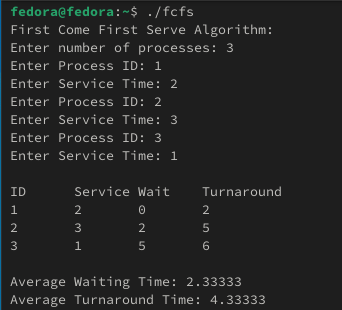 fedora@fedora:~$ ./fcfs
First Come First Serve Algorithm:
Enter number of processes: 3
Enter Process ID: 1
Enter Service Time: 2
Enter Process ID: 2
Enter Service Time: 3
Enter Process ID: 3
Enter Service Time: 1
ID Service Wait Turnaround
1 2 0 2
2 3 2 5
3 1 5 6
Average Waiting Time: 2.33333
Average Turnaround Time: 4.33333